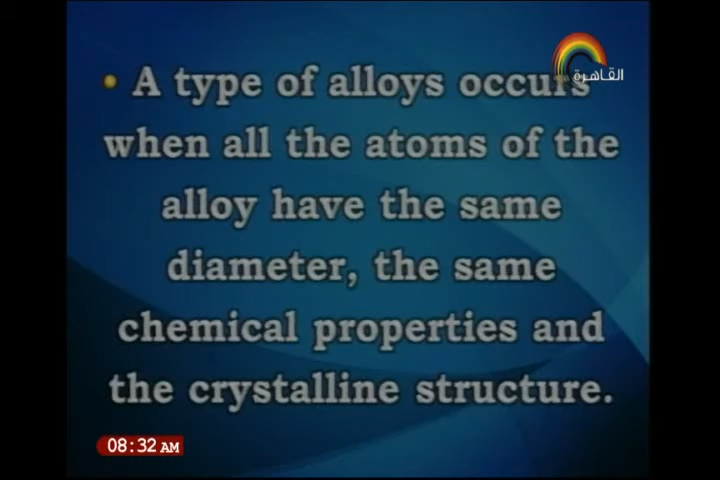 القاهرة
• A type of alloys occurs
when all the atoms of the
alloy have the same
diameter, the same
chemical properties and
the crystalline structure.
08:32 AM